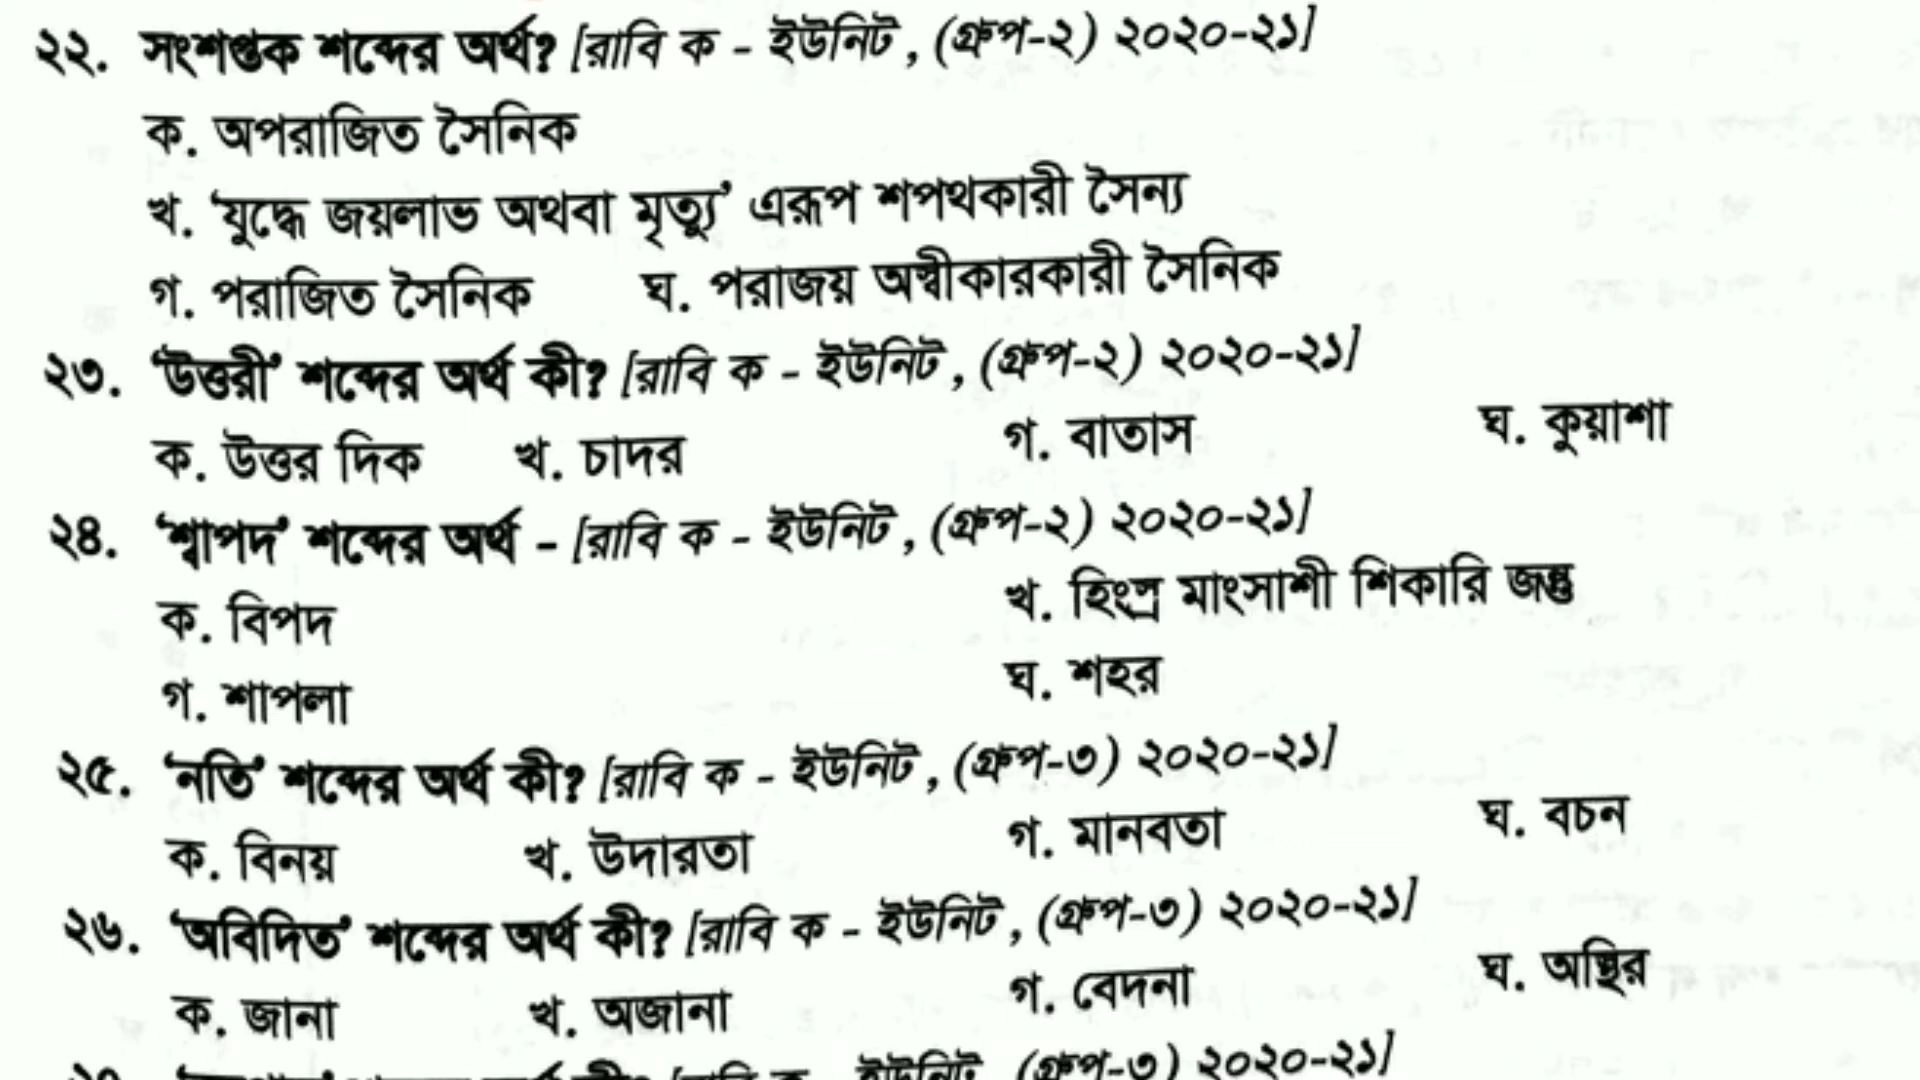 ২২. সংশপ্তক শব্দের অর্থ? [রাবি ক - ইউনিট, (গ্রুপ-২) ২০২০-২১]
ক. অপরাজিত সৈনিক
খ. ‘যুদ্ধে জয়লাভ অথবা মৃত্যু’ এরূপ শপথকারী সৈন্য
গ. পরাজিত সৈনিক ঘ. পরাজয় অস্বীকারকারী সৈনিক
২৩. ‘উত্তরী’ শব্দের অর্থ কী? [রাবি ক - ইউনিট, (গ্রুপ-২) ২০২০-২১]
ক. উত্তর দিক খ. চাদর গ. বাতাস ঘ. কুয়াশা
২৪. ‘শ্বাপদ’ শব্দের অর্থ - [রাবি ক - ইউনিট, (গ্রুপ-২) ২০২০-২১]
ক. বিপদ খ. হিংস্র মাংসাশী শিকারি জন্তু
গ. শাপলা ঘ. শহর
২৫. ‘নতি’ শব্দের অর্থ কী? [রাবি ক - ইউনিট, (গ্রুপ-৩) ২০২০-২১]
ক. বিনয় খ. উদারতা গ. মানবতা ঘ. বচন
২৬. ‘অবিদিত’ শব্দের অর্থ কী? [রাবি ক - ইউনিট, (গ্রুপ-৩) ২০২০-২১]
ক. জানা খ. অজানা গ. বেদনা ঘ. অস্থির
ইউনিট, (গ্রুপ-৩) ২০২০-২১]